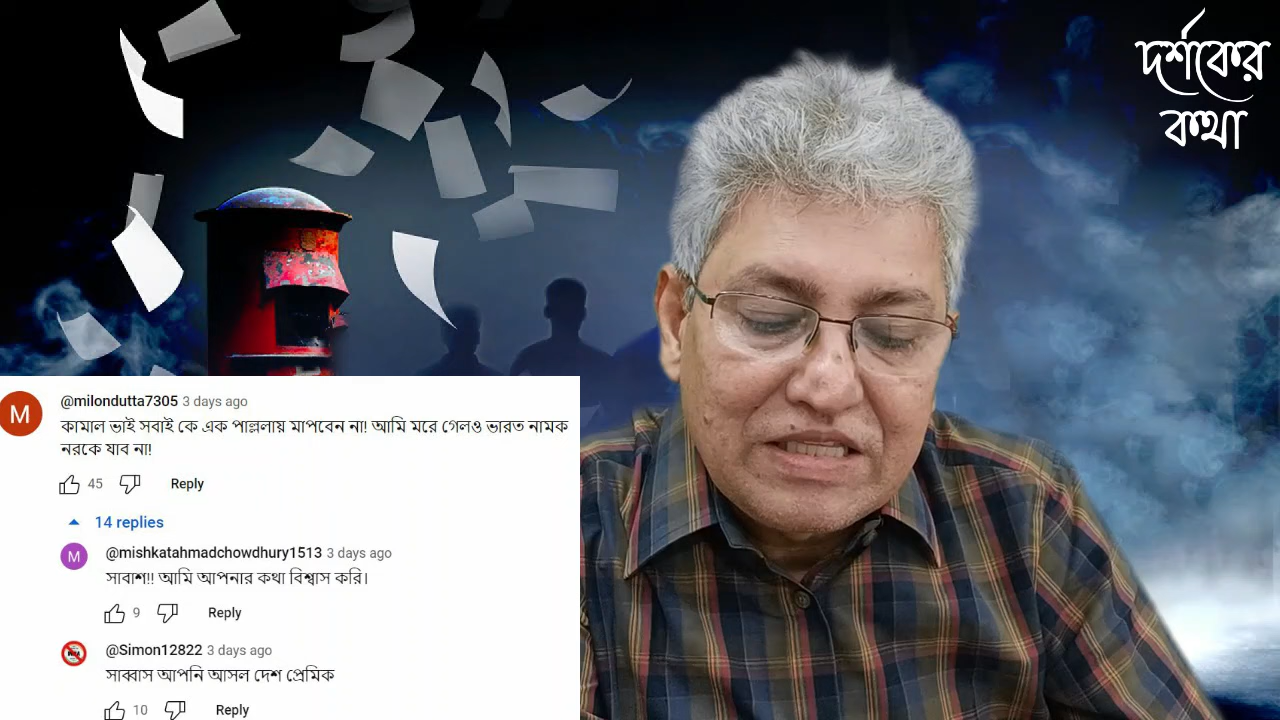 দর্শকের
কথা
M
@milondutta7305 3 days ago
কামাল ভাই সবাই কে এক পাল্ললায় মাপবেন না! আমি মরে গেলও ভারত নামক
নরকে যাব না!
45 Reply
14 replies
M
@mishkatahmadchowdhury1513 3 days ago
সাবাশ!! আমি আপনার কথা বিশ্বাস করি।
9 Reply
@Simon12822 3 days ago
সাব্বাস আপনি আসল দেশ প্রেমিক
10 Reply